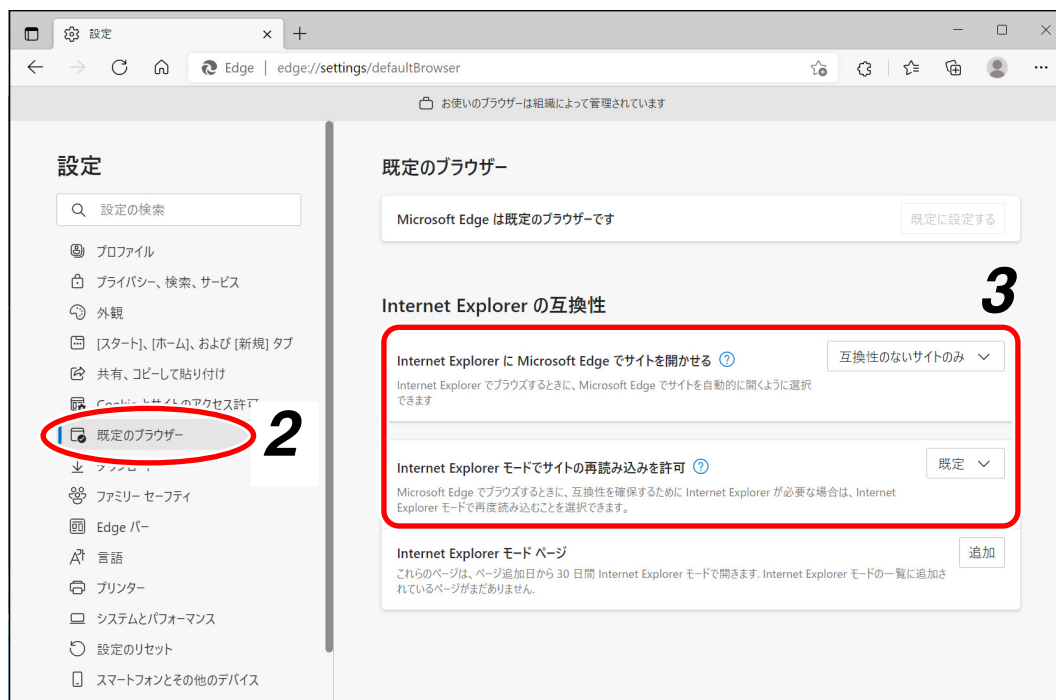 設定
Edge | edge://settings/defaultBrowser
お使いのブラウザーは組織によって管理されています
設定
設定の検索
プロファイル
プライバシー、検索、サービス
外観
[スタート]、[ホーム]、および [新規] タブ
共有、コピーして貼り付け
Cookie とサイトのアクセス許可
既定のブラウザー
2
ダウンロード
ファミリー セーフティ
Edge バー
言語
プリンター
システムとパフォーマンス
設定のリセット
スマートフォンとその他のデバイス
既定のブラウザー
Microsoft Edge は既定のブラウザーです
既定に設定する
Internet Explorer の互換性
3
Internet Explorer に Microsoft Edge でサイトを開かせる
互換性のないサイトのみ
Internet Explorer でブラウズするときに、Microsoft Edge でサイトを自動的に開くように選択
できます
Internet Explorer モードでサイトの再読み込みを許可
既定
Microsoft Edge でブラウズするときに、互換性を確保するために Internet Explorer が必要な場合は、Internet
Explorer モードで再度読み込むことを選択できます。
Internet Explorer モード ページ
追加
これらのページは、ページ追加日から 30 日間 Internet Explorer モードで開きます. Internet Explorer モードの一覧に追加さ
れているページがまだありません.